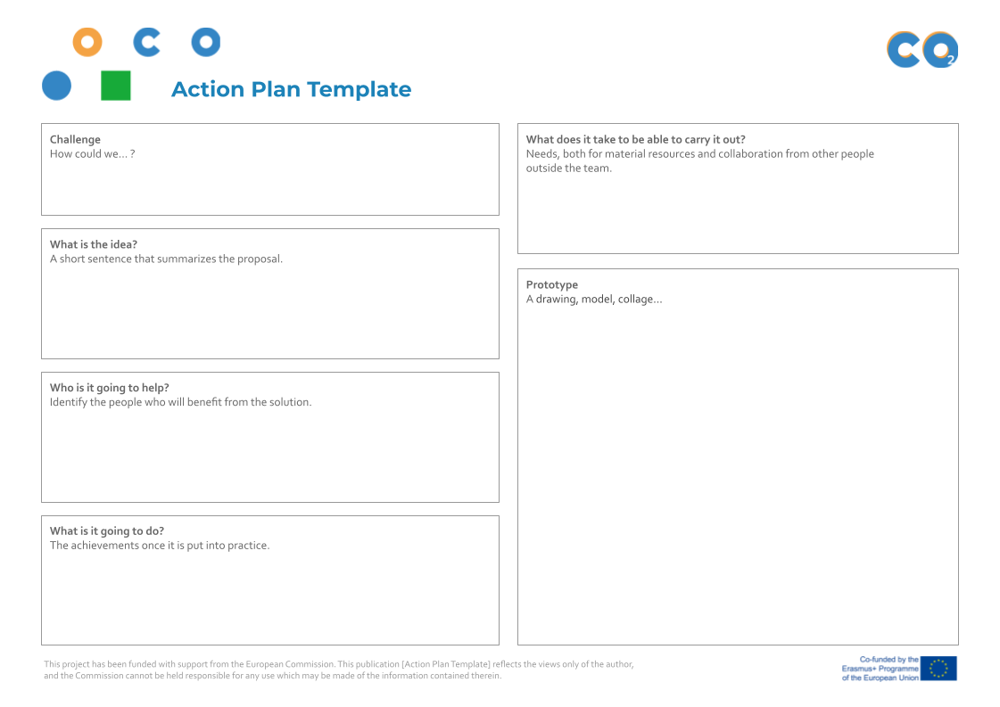 CO2
Action Plan Template
Challenge
How could we... ?
What is the idea?
A short sentence that summarizes the proposal.
Who is it going to help?
Identify the people who will benefit from the solution.
What is it going to do?
The achievements once it is put into practice.
What does it take to be able to carry it out?
Needs, both for material resources and collaboration from other people
outside the team.
Prototype
A drawing, model, collage...
This project has been funded with support from the European Commission. This publication [Action Plan Template] reflects the views only of the author,
and the Commission cannot be held responsible for any use which may be made of the information contained therein.
Co-funded by the
Erasmus+ Programme
of the European Union